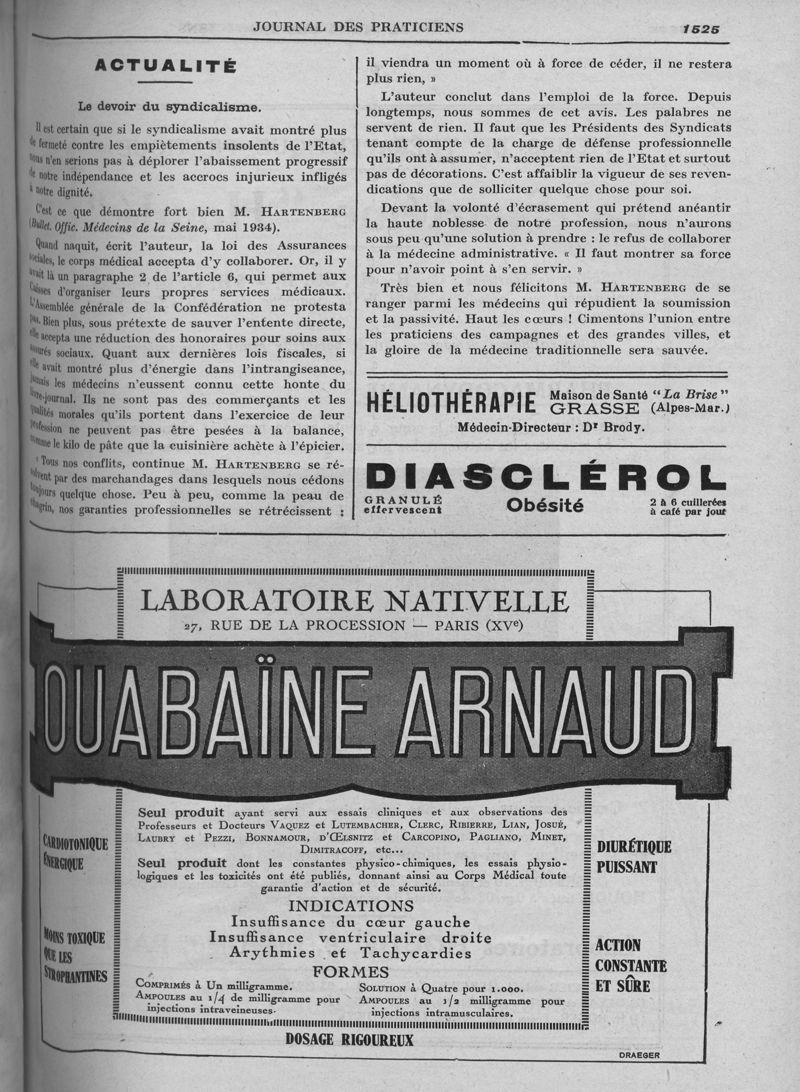 JOURNAL DES PRATICIENS
1525
ACTUALITÉ
Le devoir du syndicalisme.
Il est certain que si le syndicalisme avait montré plus
de fermeté contre les empiètements insolents de l'Etat,
nous n'en serions pas à déplorer l'abaissement progressif
de notre indépendance et les accrocs injurieux infligés
à notre dignité.
C'est ce que démontre fort bien M. HARTENBERG
(Bullet. Offic. Médecins de la Seine, mai 1934).
Quand naquit, écrit l'auteur, la loi des Assurances
sociales, le corps médical accepta d'y collaborer. Or, il y
avait là un paragraphe 2 de l'article 6, qui permet aux
Caisses d'organiser leurs propres services médicaux.
L'Assemblée générale de la Confédération ne protesta
pas. Bien plus, sous prétexte de sauver l'entente directe,
elle accepta une réduction des honoraires pour soins aux
assurés sociaux. Quant aux dernières lois fiscales, si
elle avait montré plus d'énergie dans l'intrangiseance,
jamais les médecins n'eussent connu cette honte du
livre-journal. Ils ne sont pas des commerçants et les
qualités morales qu'ils portent dans l'exercice de leur
profession ne peuvent pas être pesées à la balance,
comme le kilo de pâte que la cuisinière achète à l'épicier.
Tous nos conflits, continue M. HARTENBERG se ré-
solvent par des marchandages dans lesquels nous cédons
toujours quelque chose. Peu à peu, comme la peau de
chagrin, nos garanties professionnelles se rétrécissent ;
il viendra un moment où à force de céder, il ne restera
plus rien, »
L'auteur conclut dans l'emploi de la force. Depuis
longtemps, nous sommes de cet avis. Les palabres ne
servent de rien. Il faut que les Présidents des Syndicats
tenant compte de la charge de défense professionnelle
qu'ils ont à assumer, n'acceptent rien de l'Etat et surtout
pas de décorations. C'est affaiblir la vigueur de ses reven-
dications que de solliciter quelque chose pour soi.
Devant la volonté d'écrasement qui prétend anéantir
la haute noblesse de notre profession, nous n'aurons
sous peu qu'une solution à prendre : le refus de collaborer
à la médecine administrative. « Il faut montrer sa force
pour n'avoir point à s'en servir. »
Très bien et nous félicitons M. HARTENBERG de se
ranger parmi les médecins qui répudient la soumission
et la passivité. Haut les cœurs ! Cimentons l'union entre
les praticiens des campagnes et des grandes villes, et
la gloire de la médecine traditionnelle sera sauvée.
HÉLIOTHÉRAPIE
Maison de Santé "La Brise"
GRASSE (Alpes-Mar.)
Médecin-Directeur : Dr Brody.
DIASCLÉROL
GRANULÉ
effervescent
Obésité
2 à 6 cuillerées
à café par jour
LABORATOIRE NATIVELLE
27, RUE DE LA PROCESSION — PARIS (XVe)
OUABAÏNE ARNAUD
CARDIOTONIQUE
ÉNERGIQUE
MOINS TOXIQUE
QUE LES
STROPHANTINES
Seul produit ayant servi aux essais cliniques et aux observations des
Professeurs et Docteurs VAQUEZ et LUTEMBACHER, CLERC, RIBIERRE, LIAN, JOSUÉ,
LAUBRY et PEZZI, BONNAMOUR, D'ŒLSNITZ et CARCOPINO, PAGLIANO, MINET,
DIMITRACOFF, etc...
Seul produit dont les constantes physico-chimiques, les essais physio-
logiques et les toxicités ont été publiés, donnant ainsi au Corps Médical toute
garantie d'action et de sécurité.
INDICATIONS
Insuffisance du cœur gauche
Insuffisance ventriculaire droite
Arythmies et Tachycardies
FORMES
COMPRIMÉS à Un milligramme.
AMPOULES au 1/4 de milligramme pour
injections intraveineuses.
SOLUTION à Quatre pour 1.000.
AMPOULES au 1/2 milligramme pour
injections intramusculaires.
DIURÉTIQUE
PUISSANT
ACTION
CONSTANTE
ET SÛRE
DOSAGE RIGOUREUX
DRAEGER